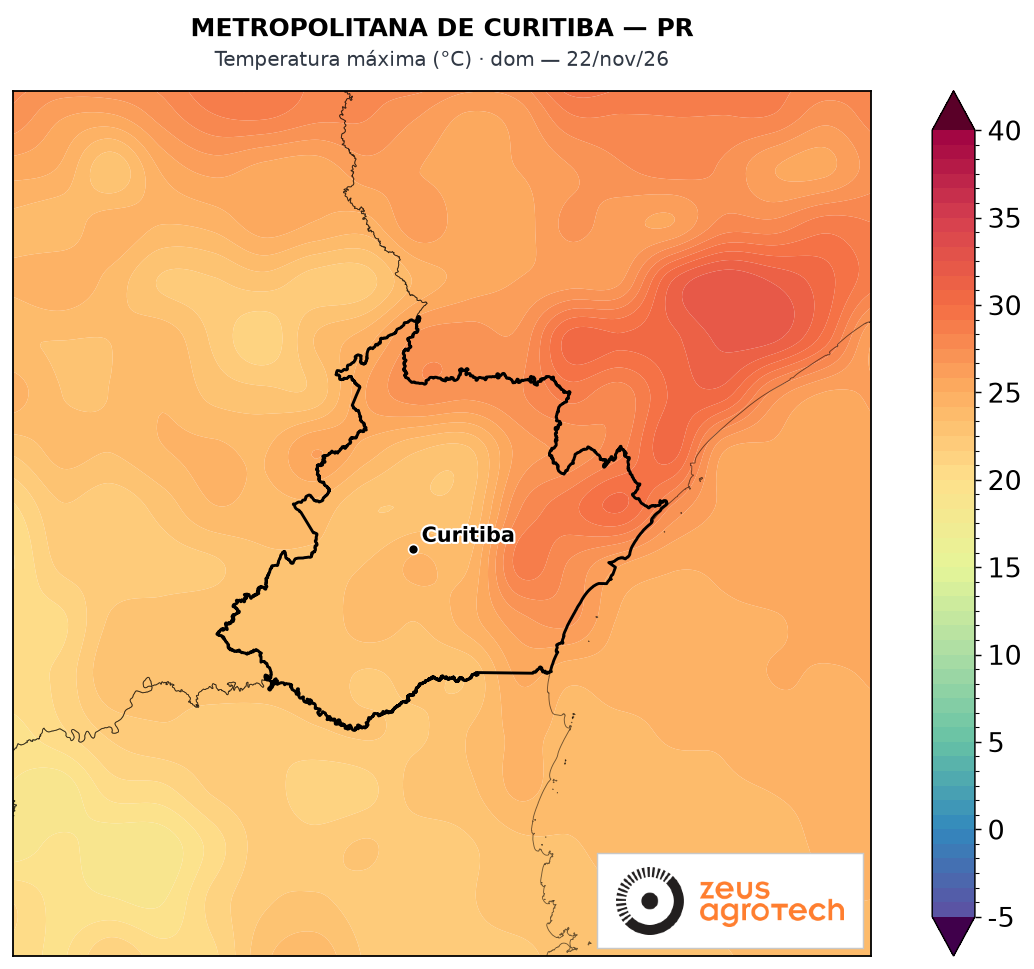 METROPOLITANA DE CURITIBA — PR
Temperatura máxima (°C) · dom — 22/nov/26
40
35
30
25
20
15
10
5
0
-5
Curitiba
zeus
agrotech